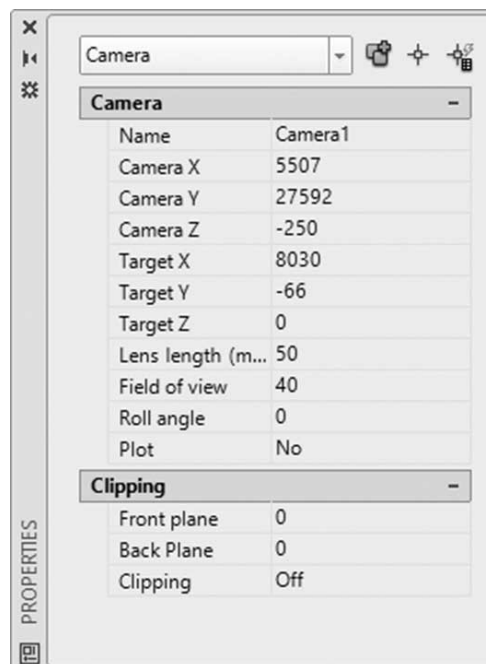 Camera
Camera
Name Camera1
Camera X 5507
Camera Y 27592
Camera Z -250
Target X 8030
Target Y -66
Target Z 0
Lens length (m... 50
Field of view 40
Roll angle 0
Plot No
Clipping
Front plane 0
Back Plane 0
Clipping Off
PROPERTIES